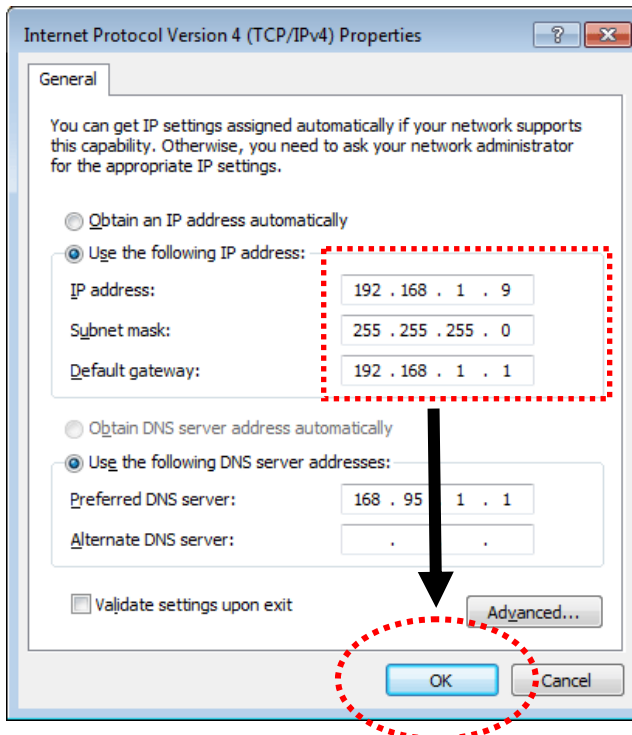 Internet Protocol Version 4 (TCP/IPv4) Properties
General
You can get IP settings assigned automatically if your network supports
this capability. Otherwise, you need to ask your network administrator
for the appropriate IP settings.
Obtain an IP address automatically
Use the following IP address:
IP address: 192 . 168 . 1 . 9
Subnet mask: 255 . 255 . 255 . 0
Default gateway: 192 . 168 . 1 . 1
Obtain DNS server address automatically
Use the following DNS server addresses:
Preferred DNS server: 168 . 95 1 . 1
Alternate DNS server: . .
Validate settings upon exit
Advanced...
OK Cancel